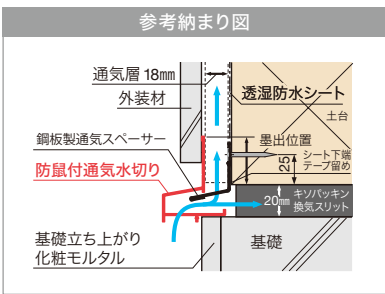 参考納まり図
通気層18㎜
外装材
透湿防水シート
土台
鋼板製通気スペーサー
墨出位置
シート下端
テープ留め
25
防鼠付通気水切り
20㎜
キソパッキン
換気スリット
基礎立ち上がり
化粧モルタル
基礎